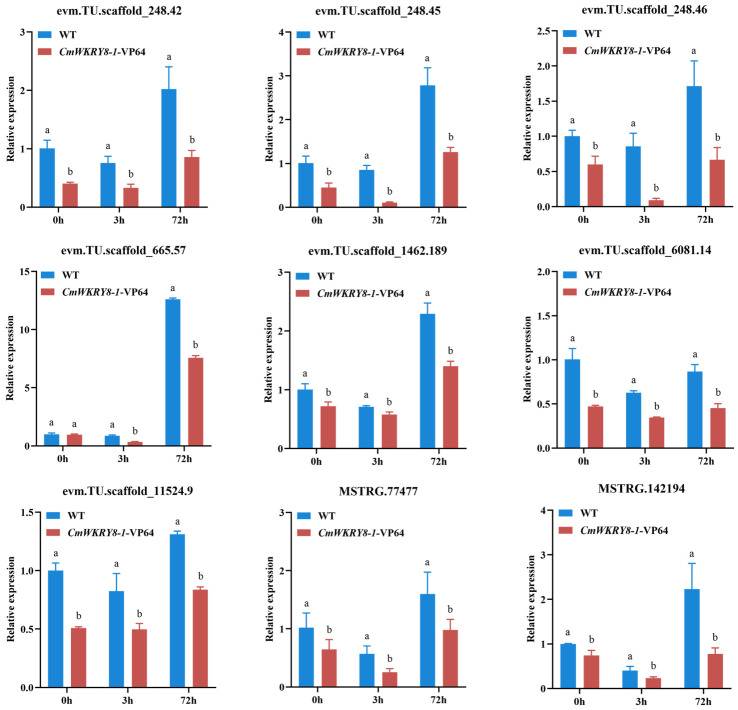 evm.TU.scaffold_248.42
WT
CmWKRY8-1-VP64
Relative expression
3
2
1
0
a
b
a
b
a
b
0h
3h
72h
evm.TU.scaffold_248.45
WT
CmWKRY8-1-VP64
Relative expression
4
3
2
1
0
a
b
a
b
a
b
0h
3h
72h
evm.TU.scaffold_248.46
WT
CmWKRY8-1-VP64
Relative expression
2.5
2.0
1.5
1.0
0.5
0.0
a
b
a
b
a
b
0h
3h
72h
evm.TU.scaffold_665.57
WT
CmWKRY8-1-VP64
Relative expression
15
10
5
0
a
a
a
b
a
b
0h
3h
72h
evm.TU.scaffold_1462.189
WT
CmWKRY8-1-VP64
Relative expression
3
2
1
0
a
b
a
b
a
b
0h
3h
72h
evm.TU.scaffold_6081.14
WT
CmWKRY8-1-VP64
Relative expression
2.0
1.5
1.0
0.5
0.0
a
b
a
b
a
b
0h
3h
72h
evm.TU.scaffold_11524.9
WT
CmWKRY8-1-VP64
Relative expression
1.5
1.0
0.5
0.0
a
b
a
b
a
b
0h
3h
72h
MSTRG.77477
WT
CmWKRY8-1-VP64
Relative expression
3
2
1
0
a
b
a
b
a
b
0h
3h
72h
MSTRG.142194
WT
CmWKRY8-1-VP64
Relative expression
4
3
2
1
0
a
b
a
b
a
b
0h
3h
72h